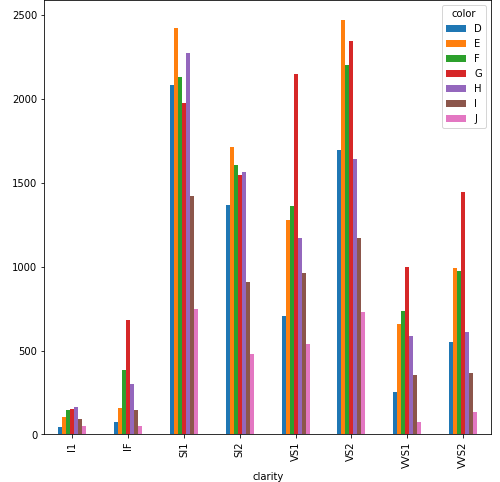 color
D
E
F
G
H
I
J
2500
2000
1500
1000
500
0
I1
IF
SI1
SI2
VS1
VS2
VVS1
VVS2
clarity